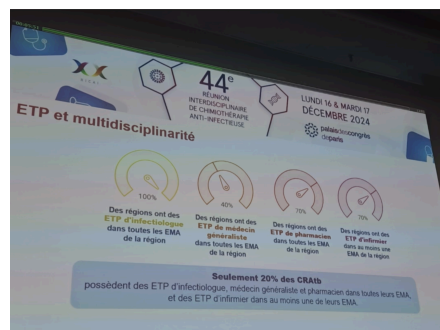 44e
RÉUNION
INTERDISCIPLINAIRE
DE CHIMIOTHÉRAPIE
ANTI-INFECTIEUSE
LUNDI 16 & MARDI 17
DÉCEMBRE 2024
palaisdescongrès
deparis
ETP et multidisciplinarité
100%
Des régions ont des
ETP d'infectiologue
dans toutes les EMA
de la région
40%
Des régions ont des
ETP de médecin
généraliste
dans toutes les EMA
de la région
70%
Des régions ont des
ETP de pharmacien
dans toutes les EMA
de la région
70%
Des régions ont des
ETP d'infirmier
dans au moins une
EMA de la région
Seulement 20% des CRAtb
possèdent des ETP d'infectiologue, médecin généraliste et pharmacien dans toutes leurs EMA,
et des ETP d'infirmier dans au moins une de leurs EMA.